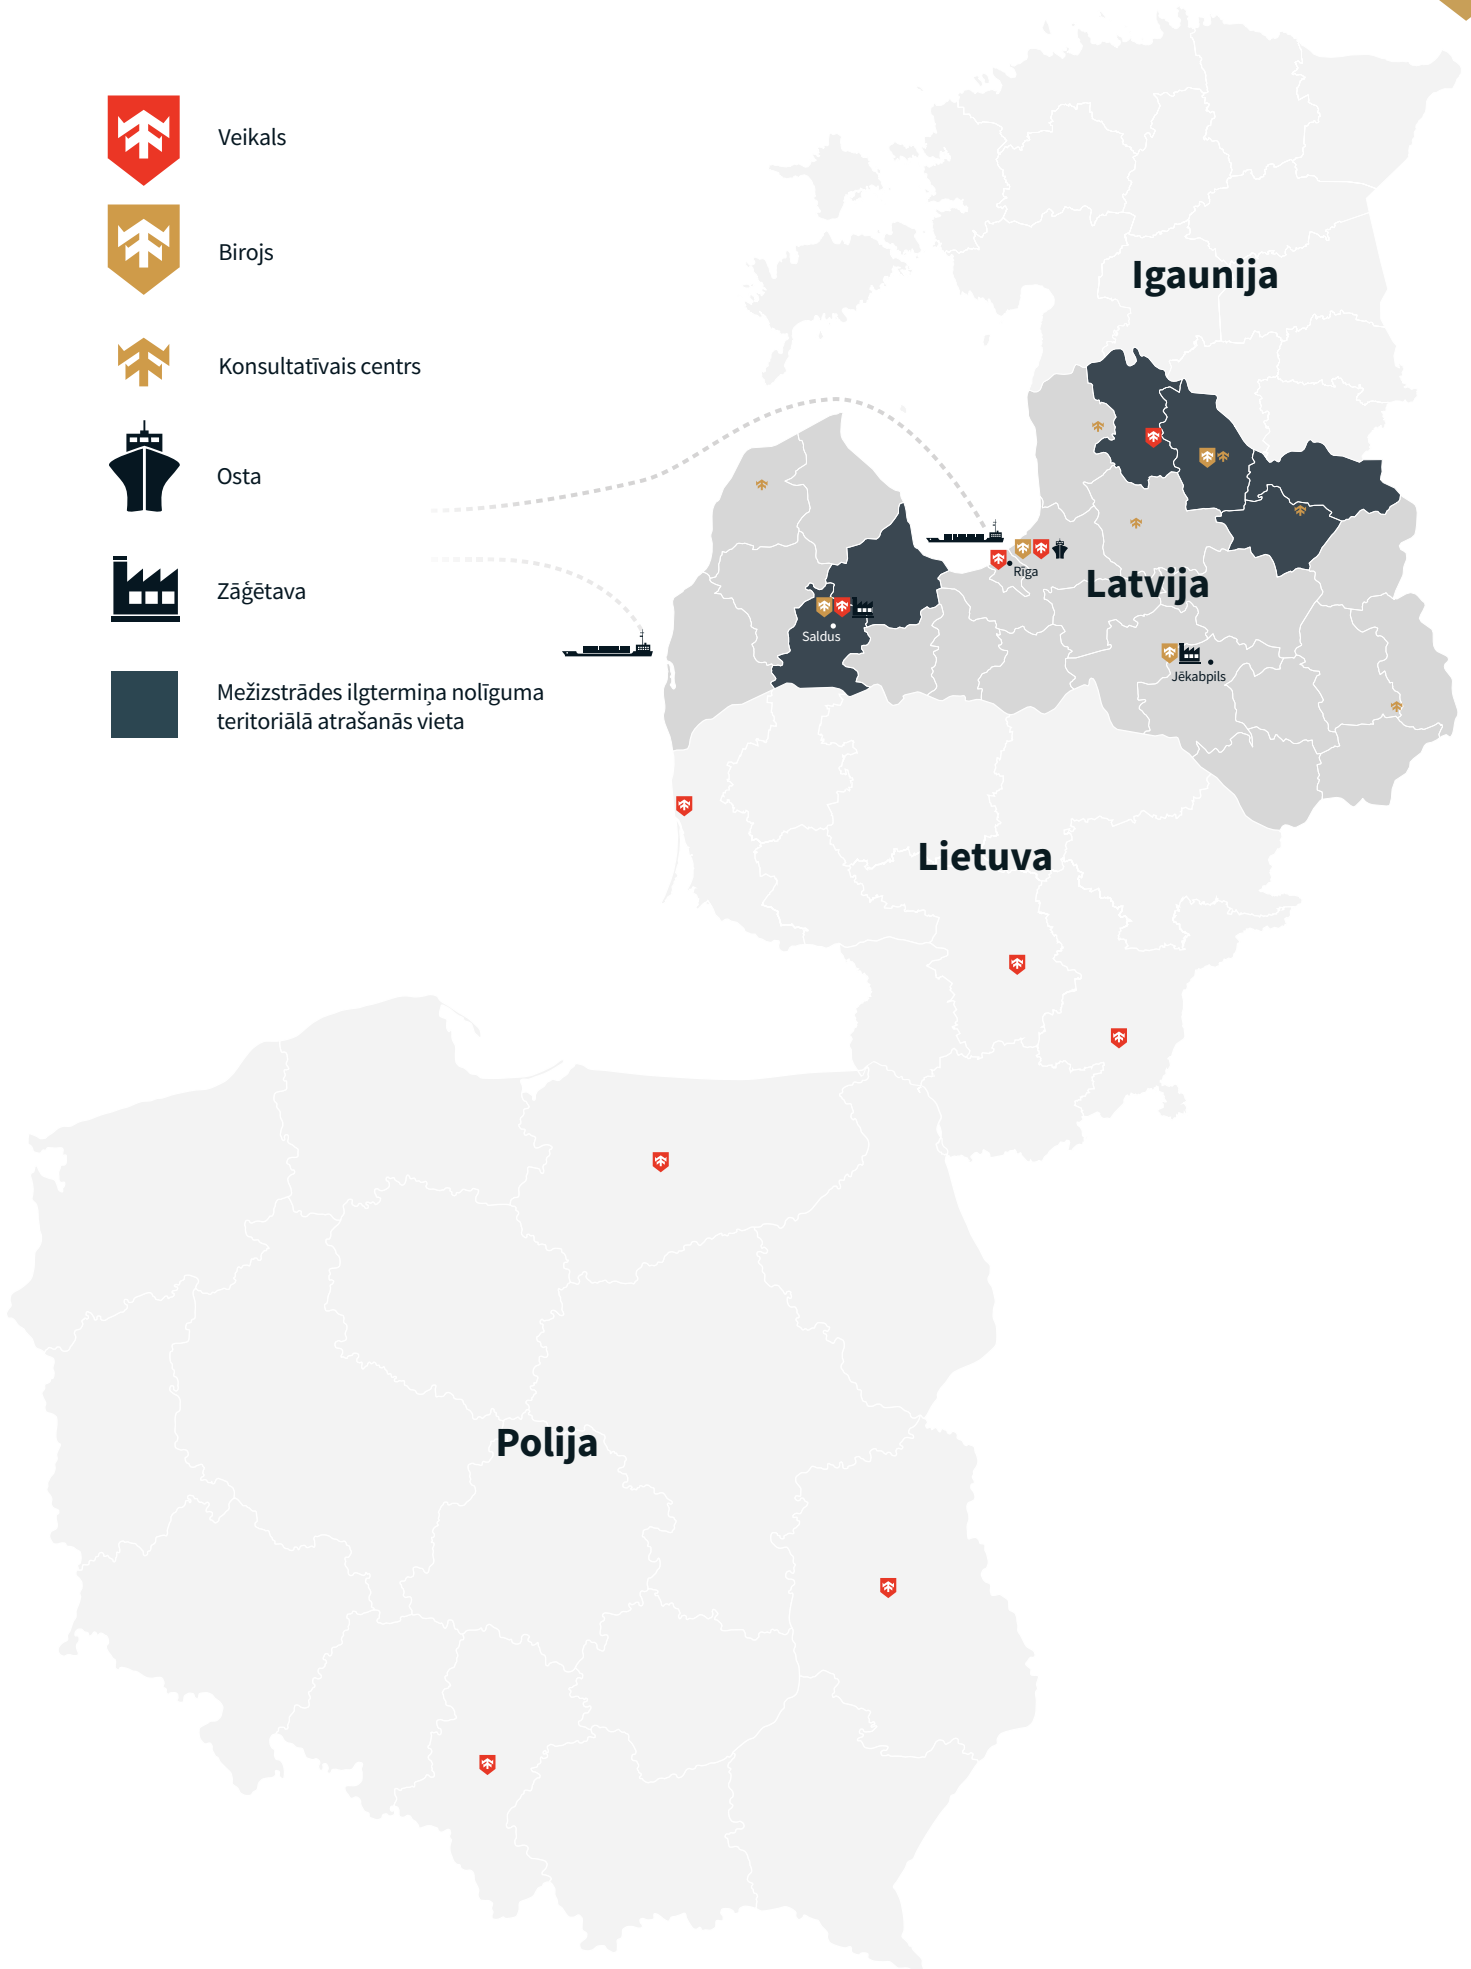 Veikals
Birojs
Konsultatīvais centrs
Osta
Zāģētava
Mežizstrādes ilgtermiņa nolīguma
teritoriālā atrašanās vieta
Igaunija
Rīga
Latvija
Saldus
Jēkabpils
Lietuva
Polija